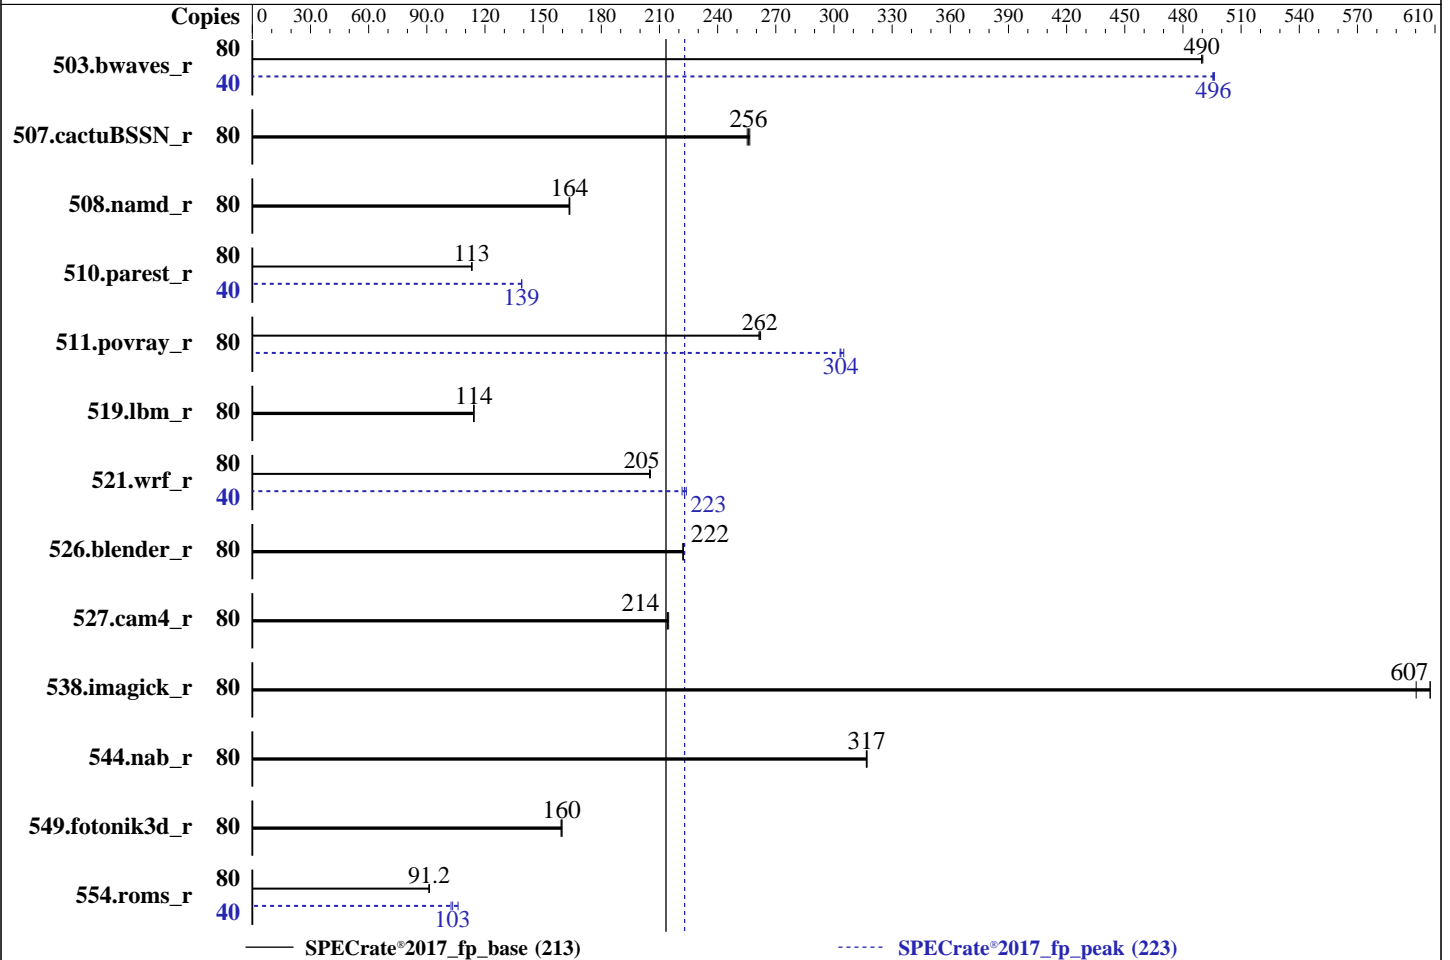 Copies 0 30.0 60.0 90.0 120 150 180 210 240 270 300 330 360 390 420 450 480 510 540 570 610
503.bwaves_r 80 490
40 496
507.cactuBSSN_r 80 256
508.namd_r 80 164
510.parest_r 80 113
40 139
511.povray_r 80 262
304
519.lbm_r 80 114
521.wrf_r 80 205
40 223
526.blender_r 80 222
527.cam4_r 80 214
538.imagick_r 80 607
544.nab_r 80 317
549.fotonik3d_r 80 160
554.roms_r 80 91.2
40 103
SPECrate®2017_fp_base (213) SPECrate®2017_fp_peak (223)